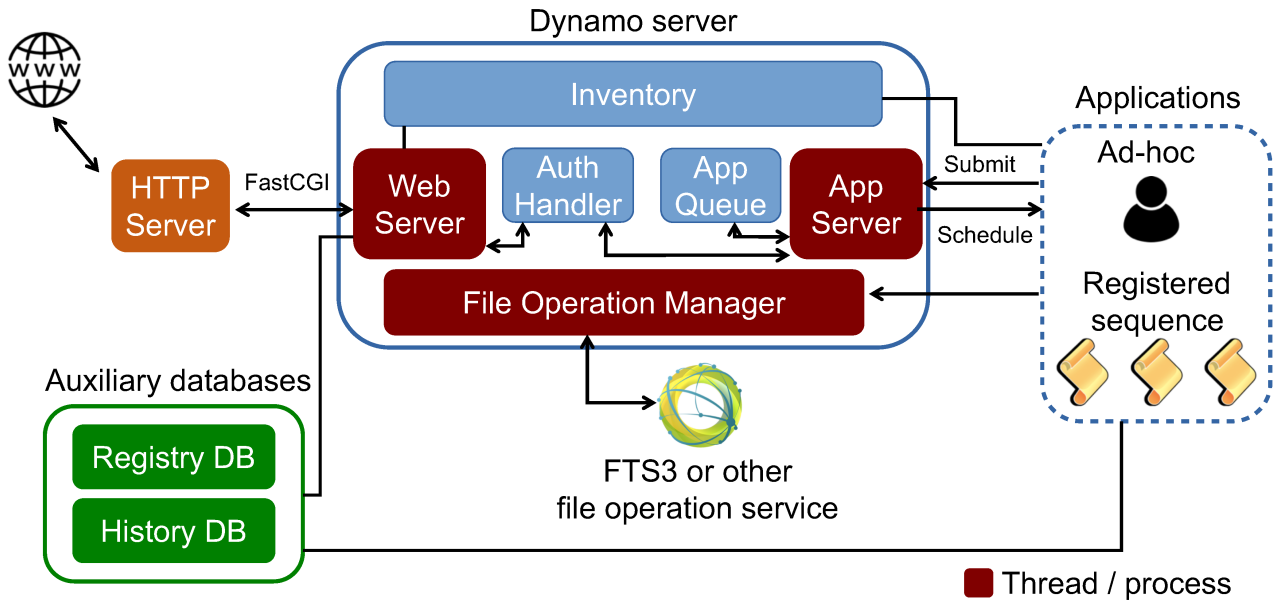 Dynamo server
WWW
Inventory
Applications
Ad-hoc
Submit
HTTP
Server
FastCGI
Web
Server
Auth
Handler
App
Queue
App
Server
Schedule
File Operation Manager
Registered
sequence
Auxiliary databases
Registry DB
History DB
FTS3 or other
file operation service
Thread / process